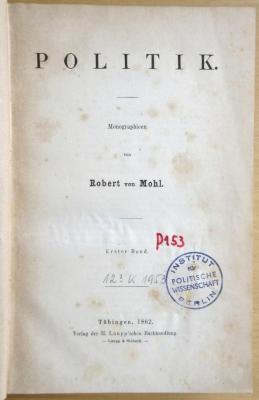 POLITIK.
Monographieen
von
Robert von Mohl.
P153
Erster Band.
INSTITUT
für
POLITISCHE
WISSENSCHAFT
BERLIN
Tübingen, 1862.
Verlag der H. Laupp'schen Buchhandlung.
— Laupp & Siebeck. —